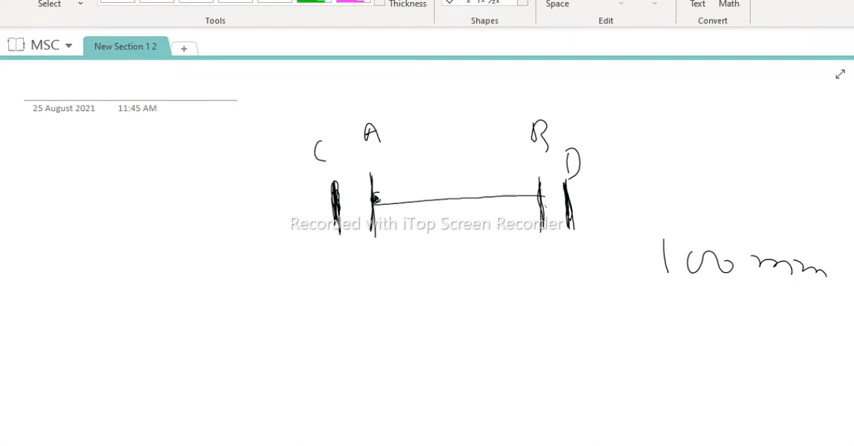 Select
Thickness
Space
Text
Math
Tools
Shapes
Edit
Convert
MSC
New Section 1 2
+
25 August 2021
11:45 AM
C A B D
Recorded with iTop Screen Recorder
100 mm